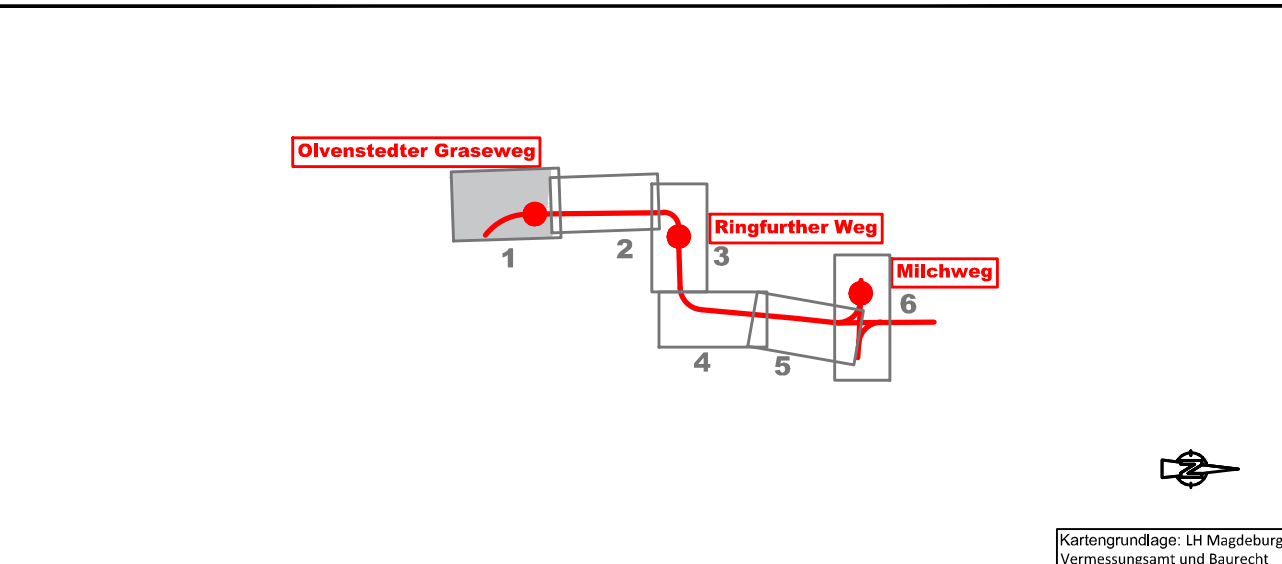 Olvenstedter Graseweg
1
2
Ringfurther Weg
3
Milchweg
6
4
5
N
Kartengrundlage: LH Magdeburg
Vermessungsamt und Baurecht